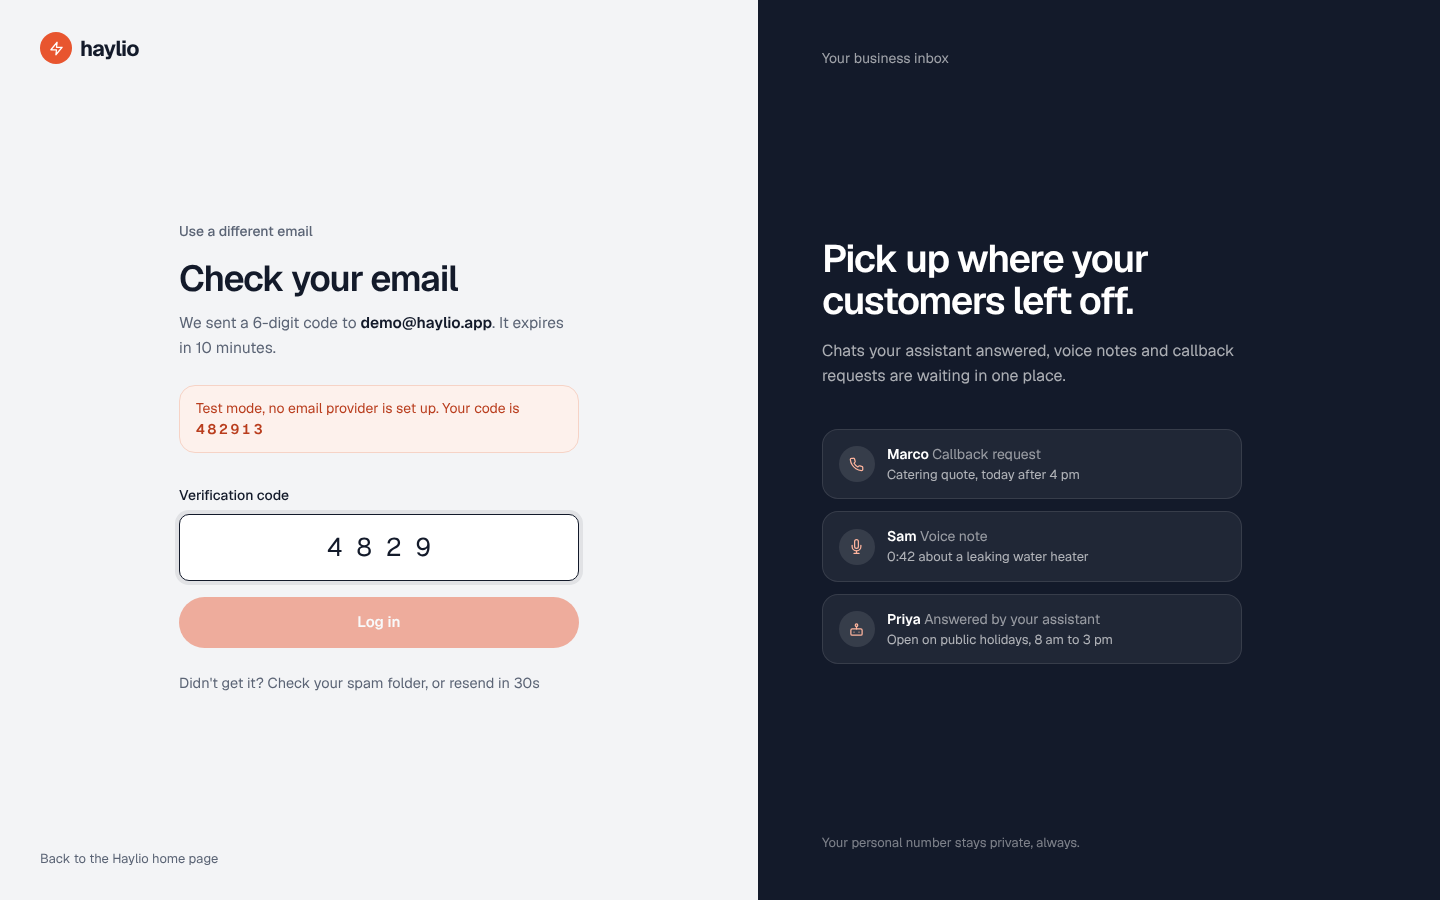 haylio
Use a different email
Check your email
We sent a 6-digit code to demo@haylio.app. It expires
in 10 minutes.
Test mode, no email provider is set up. Your code is
482913
Verification code
4829
Log in
Didn't get it? Check your spam folder, or resend in 30s
Back to the Haylio home page
Your business inbox
Pick up where your
customers left off.
Chats your assistant answered, voice notes and callback
requests are waiting in one place.
Marco Callback request
Catering quote, today after 4 pm
Sam Voice note
0:42 about a leaking water heater
Priya Answered by your assistant
Open on public holidays, 8 am to 3 pm
Your personal number stays private, always.